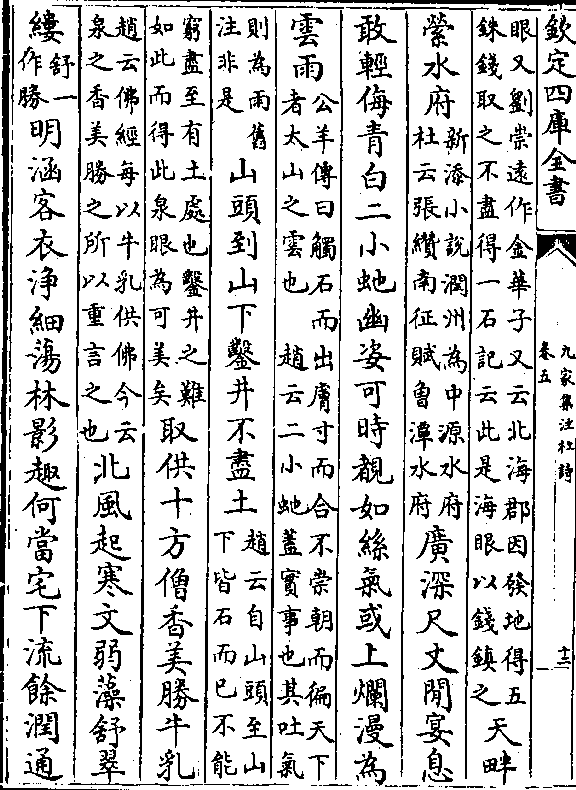 欽定四庫全書
九家集注杜詩
卷五
十三
眼又劉崇遠作金華子又云北海郡因發地得五
銖錢取之不盡得一石記云此是海眼以錢鎮之
天畔
縈水府
新添小說潤州為中源水府
杜云張纘南征賦曾潭水府
廣深尺丈閒宴息
敢輕侮青白二小虵幽姿可時覩如絲氣或上爛漫為
雲雨
公羊傳曰觸石而出膚寸而合不崇朝而徧天下
者太山之雲也 趙云二小虵蓋實事也其吐氣
則為雨舊
注非是
山頭到山下鑿井不盡土
趙云自山頭至山
下皆石而已不能
窮盡至有土處也鑿井之難
如此而得此泉眼為可美矣
取供十方僧香美勝牛乳
趙云佛經每以牛乳供佛今云
泉之香美勝之所以重言之也
北風起寒文弱藻舒翠
縷
舒一
作勝
明涵客衣淨細蕩林影趣何當宅下流餘潤通